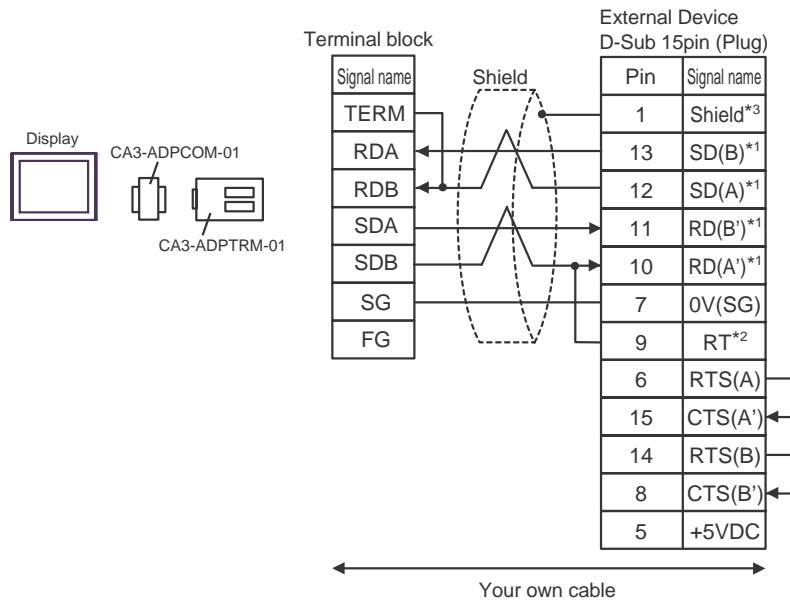 External Device
Terminal block D-Sub 15pin (Plug)
Signal name Shield Pin Signal name
TERM 1 Shield*3
Display
CA3-ADPCOM-01
RDA 13 SD(B)*1
RDB 12 SD(A)*1
CA3-ADPTRM-01
SDA 11 RD(B')*1
SDB 10 RD(A')*1
SG 7 0V(SG)
FG 9 RT*2
6 RTS(A)
15 CTS(A')
14 RTS(B)
8 CTS(B')
5 +5VDC
Your own cable